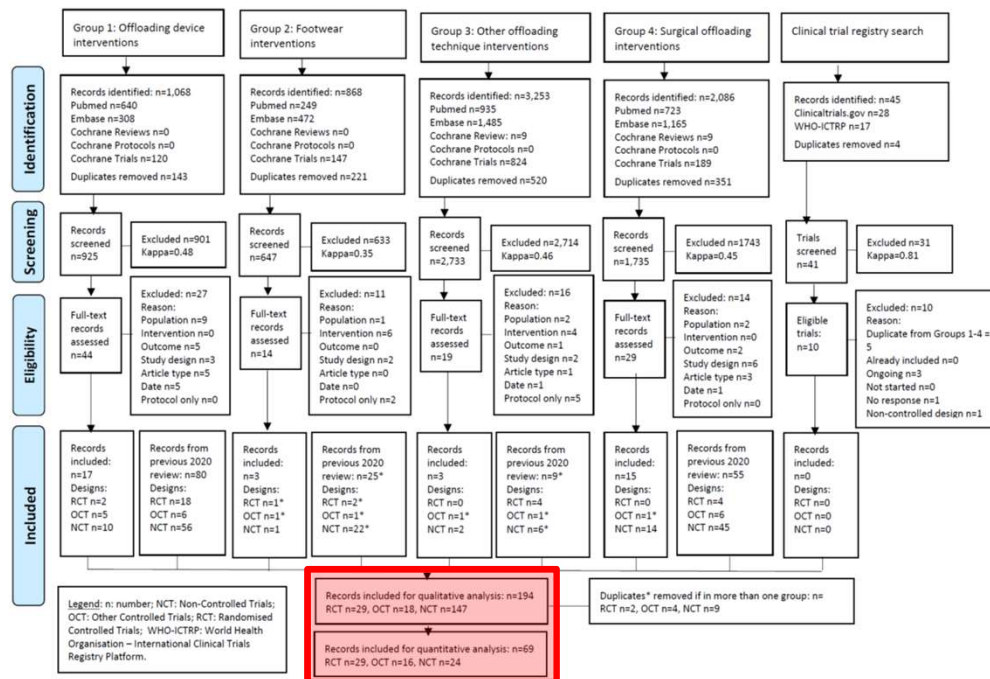 Group 1: Offloading device
interventions
Group 2: Footwear
interventions
Group 3: Other offloading
technique interventions
Group 4: Surgical offloading
interventions
Clinical trial registry search
Identification
Records identified: n=1,068
Pubmed n=640
Embase n=308
Cochrane Reviews n=0
Cochrane Protocols n=0
Cochrane Trials n=120
Duplicates removed n=143
Records identified: n=868
Pubmed n=249
Embase n=472
Cochrane Reviews n=0
Cochrane Protocols n=0
Cochrane Trials n=147
Duplicates removed n=221
Records identified: n=3,253
Pubmed n=935
Embase n=1,485
Cochrane Review: n=9
Cochrane Protocols: n=0
Cochrane Trials: n=824
Duplicates removed n=520
Records identified: n=2,086
Pubmed n=723
Embase n=1,165
Cochrane Reviews n=9
Cochrane Protocols n=0
Cochrane Trials n=189
Duplicates removed n=351
Records identified: n=45
Clinicaltrials.gov n=28
WHO-ICTRP n=17
Duplicates removed n=4
Screening
Records
screened
n=925
Excluded n=901
Kappa=0.48
Records
screened
n=647
Excluded n=633
Kappa=0.35
Records
screened
n=2,733
Excluded n=2,714
Kappa=0.46
Records
screened
n=1,735
Excluded n=1743
Kappa=0.45
Trials
screened
n=41
Excluded n=31
Kappa=0.81
Eligibility
Full-text
records
assessed
n=44
Excluded: n=27
Reason:
Population n=9
Intervention n=0
Outcome n=5
Study design n=3
Article type n=5
Date n=5
Protocol only n=0
Full-text
records
assessed
n=14
Excluded: n=11
Reason:
Population n=1
Intervention n=6
Outcome n=0
Study design n=2
Article type n=0
Date n=0
Protocol only n=2
Full-text
records
assessed
n=19
Excluded: n=16
Reason:
Population n=2
Intervention n=4
Outcome n=1
Study design n=2
Article type n=1
Date n=1
Protocol only n=5
Full-text
records
assessed
n=29
Excluded: n=14
Reason:
Population n=2
Intervention n=0
Outcome n=2
Study design n=6
Article type n=3
Date n=1
Protocol only n=0
Eligible
trials:
n=10
Excluded: n=10
Reason:
Duplicate from Groups 1-4 =
5
Already included n=0
Ongoing n=3
Not started n=0
No response n=1
Non-controlled design n=1
Included
Records
included:
n=17
Designs:
RCT n=2
OCT n=5
NCT n=10
Records from
previous 2020
review: n=80
Designs:
RCT n=18
OCT n=6
NCT n=56
Records
included:
n=3
Designs:
RCT n=1*
OCT n=1*
NCT n=1
Records from
previous 2020
review: n=25*
Designs:
RCT n=2*
OCT n=1*
NCT n=22*
Records
included:
n=3
Designs:
RCT n=0
OCT n=1*
NCT n=2
Records from
previous 2020
review: n=9*
Designs:
RCT n=4
OCT n=1*
NCT n=6*
Records
included:
n=15
Designs:
RCT n=0
OCT n=1*
NCT n=14
Records from
previous 2020
review: n=55
Designs:
RCT n=4
OCT n=6
NCT n=45
Records
included:
n=0
Designs:
RCT n=0
OCT n=0
NCT n=0
Legend: n: number; NCT: Non-Controlled Trials;
OCT: Other Controlled Trials; RCT: Randomised
Controlled Trials; WHO-ICTRP: World Health
Organisation – International Clinical Trials
Registry Platform.
Records included for qualitative analysis: n=194
RCT n=29, OCT n=18, NCT n=147
Duplicates* removed if in more than one group: n=
RCT n=2, OCT n=4, NCT n=9
Records included for quantitative analysis: n=69
RCT n=29, OCT n=16, NCT n=24